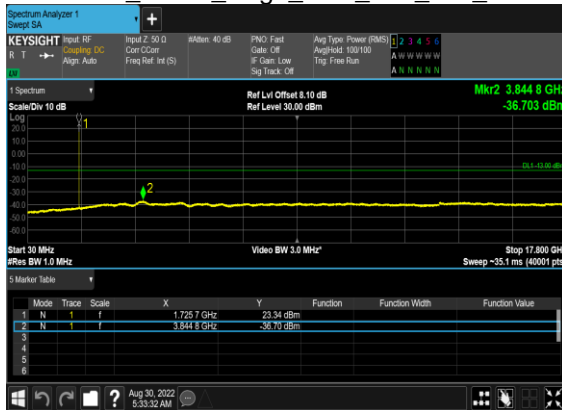 Spectrum Analyzer 1
Swept SA
+
KEYSIGHT
R T
Input: RF
Coupling: DC
Align: Auto
Input Z: 50 Ω
Corr CCorr
Freq Ref: Int (S)
#Atten: 40 dB
PNO: Fast
Gate: Off
IF Gain: Low
Sig Track: Off
Avg Type: Power (RMS)
Avg|Hold: 100/100
Trig: Free Run
1 2 3 4 5 6
A W W W W W
A N N N N N
1 Spectrum
Scale/Div 10 dB
Ref Lvl Offset 8.10 dB
Ref Level 30.00 dBm
Mkr2 3.844 8 GHz
-36.703 dBm
Log
20.0
10.0
0.00
-10.0
-20.0
-30.0
-40.0
-50.0
-60.0
1
2
DL1 -13.00 dBm
Start 30 MHz
#Res BW 1.0 MHz
Video BW 3.0 MHz*
Stop 17.800 GHz
Sweep ~35.1 ms (40001 pts)
5 Marker Table
Mode Trace Scale X Y Function Function Width Function Value
1 N 1 f 1.725 7 GHz 23.34 dBm
2 N 1 f 3.844 8 GHz -36.70 dBm
3
4
5
6
?
Aug 30, 2022
5:33:32 AM